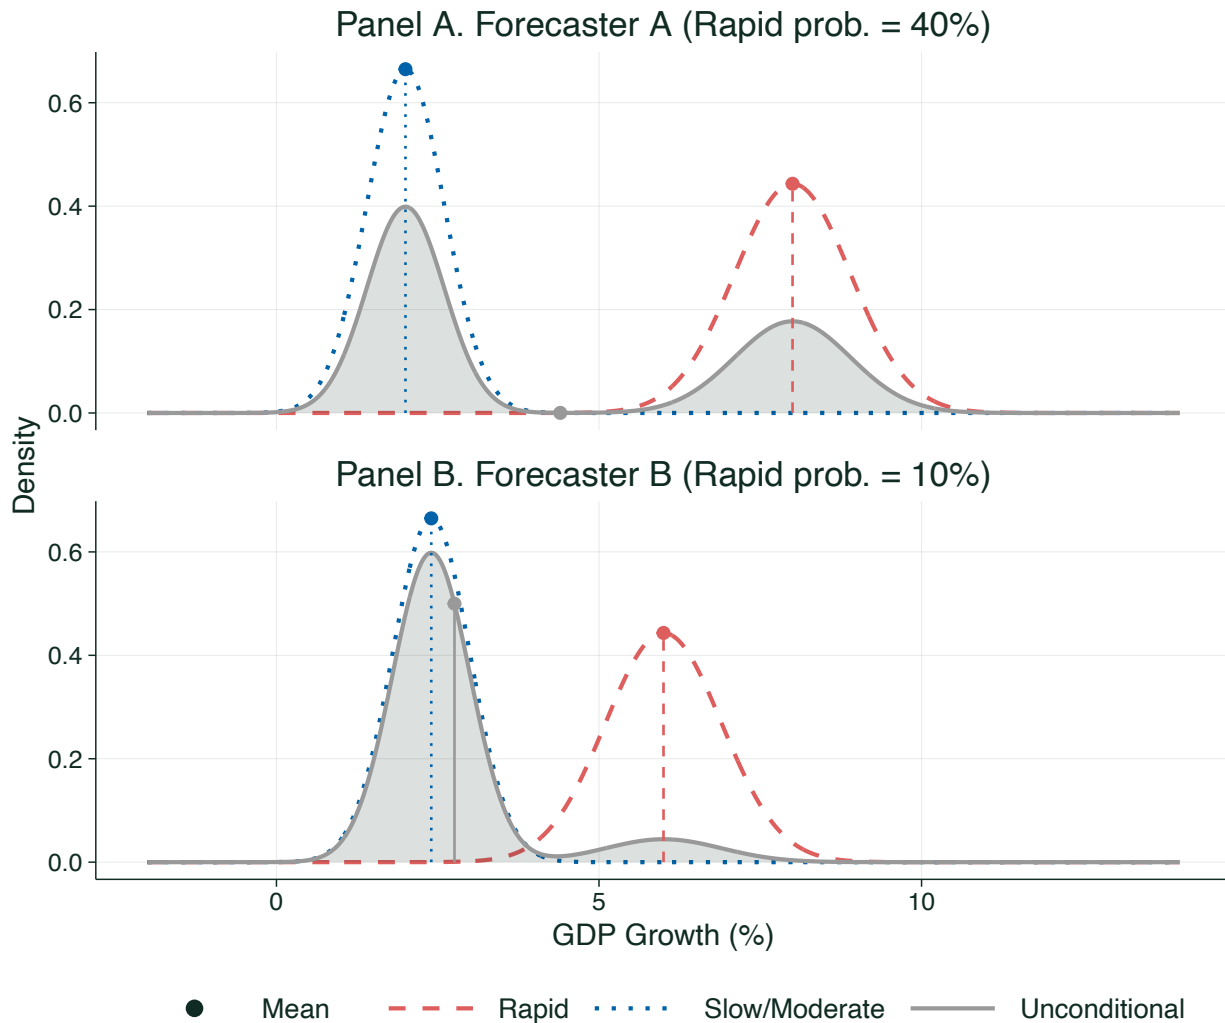 Panel A. Forecaster A (Rapid prob. = 40%)
0.6
0.4
0.2
0.0
Density
Panel B. Forecaster B (Rapid prob. = 10%)
0.6
0.4
0.2
0.0
0 5 10
GDP Growth (%)
Mean Rapid Slow/Moderate Unconditional